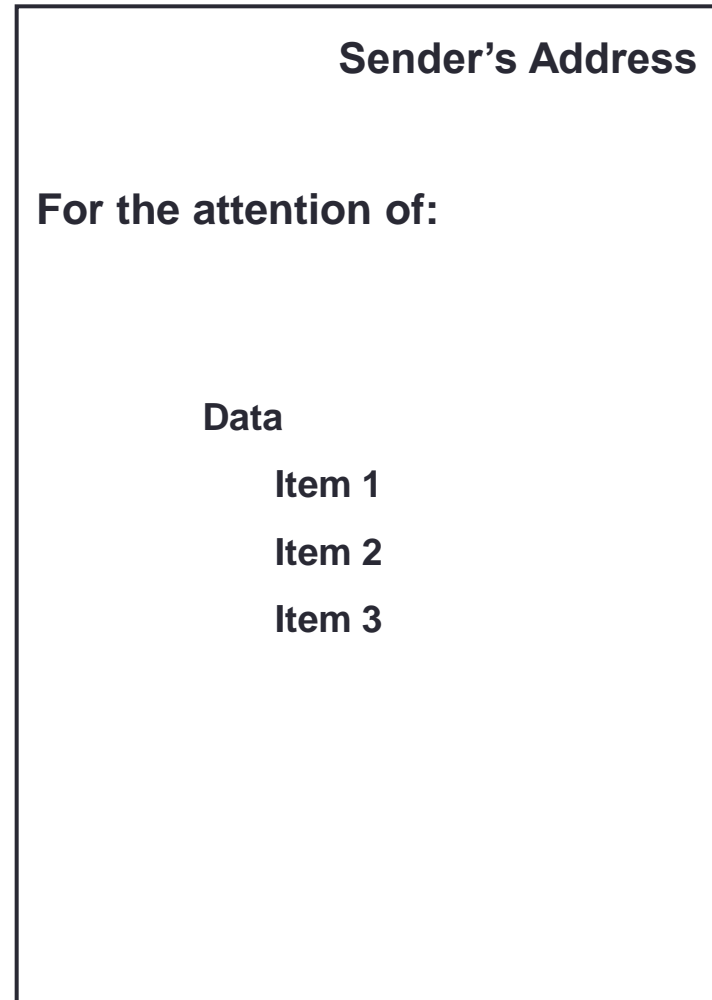 Sender’s Address
For the attention of:
Data
Item 1
Item 2
Item 3